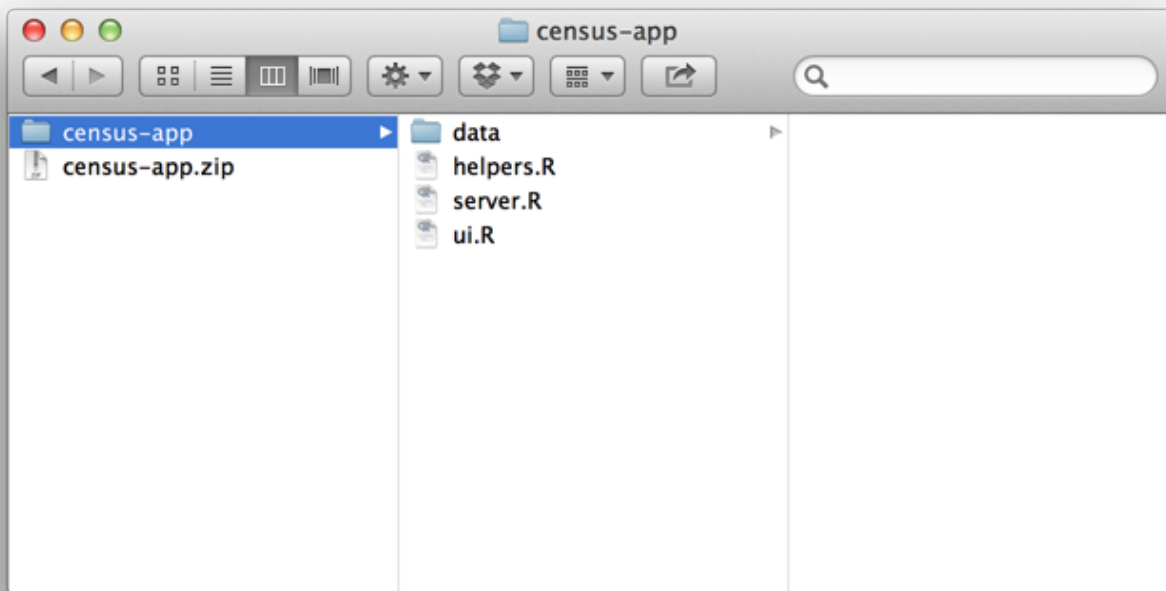 census-app
census-app
census-app.zip
data
helpers.R
server.R
ui.R